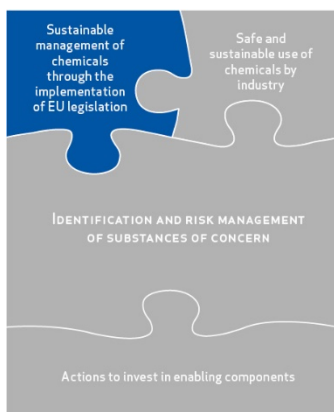 Sustainable
management of
chemicals
through the
implementation
of EU legislation
Safe and
sustainable use of
chemicals by
industry
IDENTIFICATION AND RISK MANAGEMENT
OF SUBSTANCES OF CONCERN
Actions to invest in enabling components